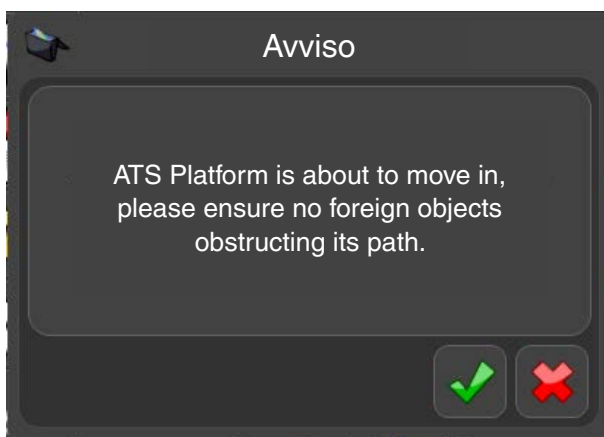 Avviso
ATS Platform is about to move in,
please ensure no foreign objects
obstructing its path.